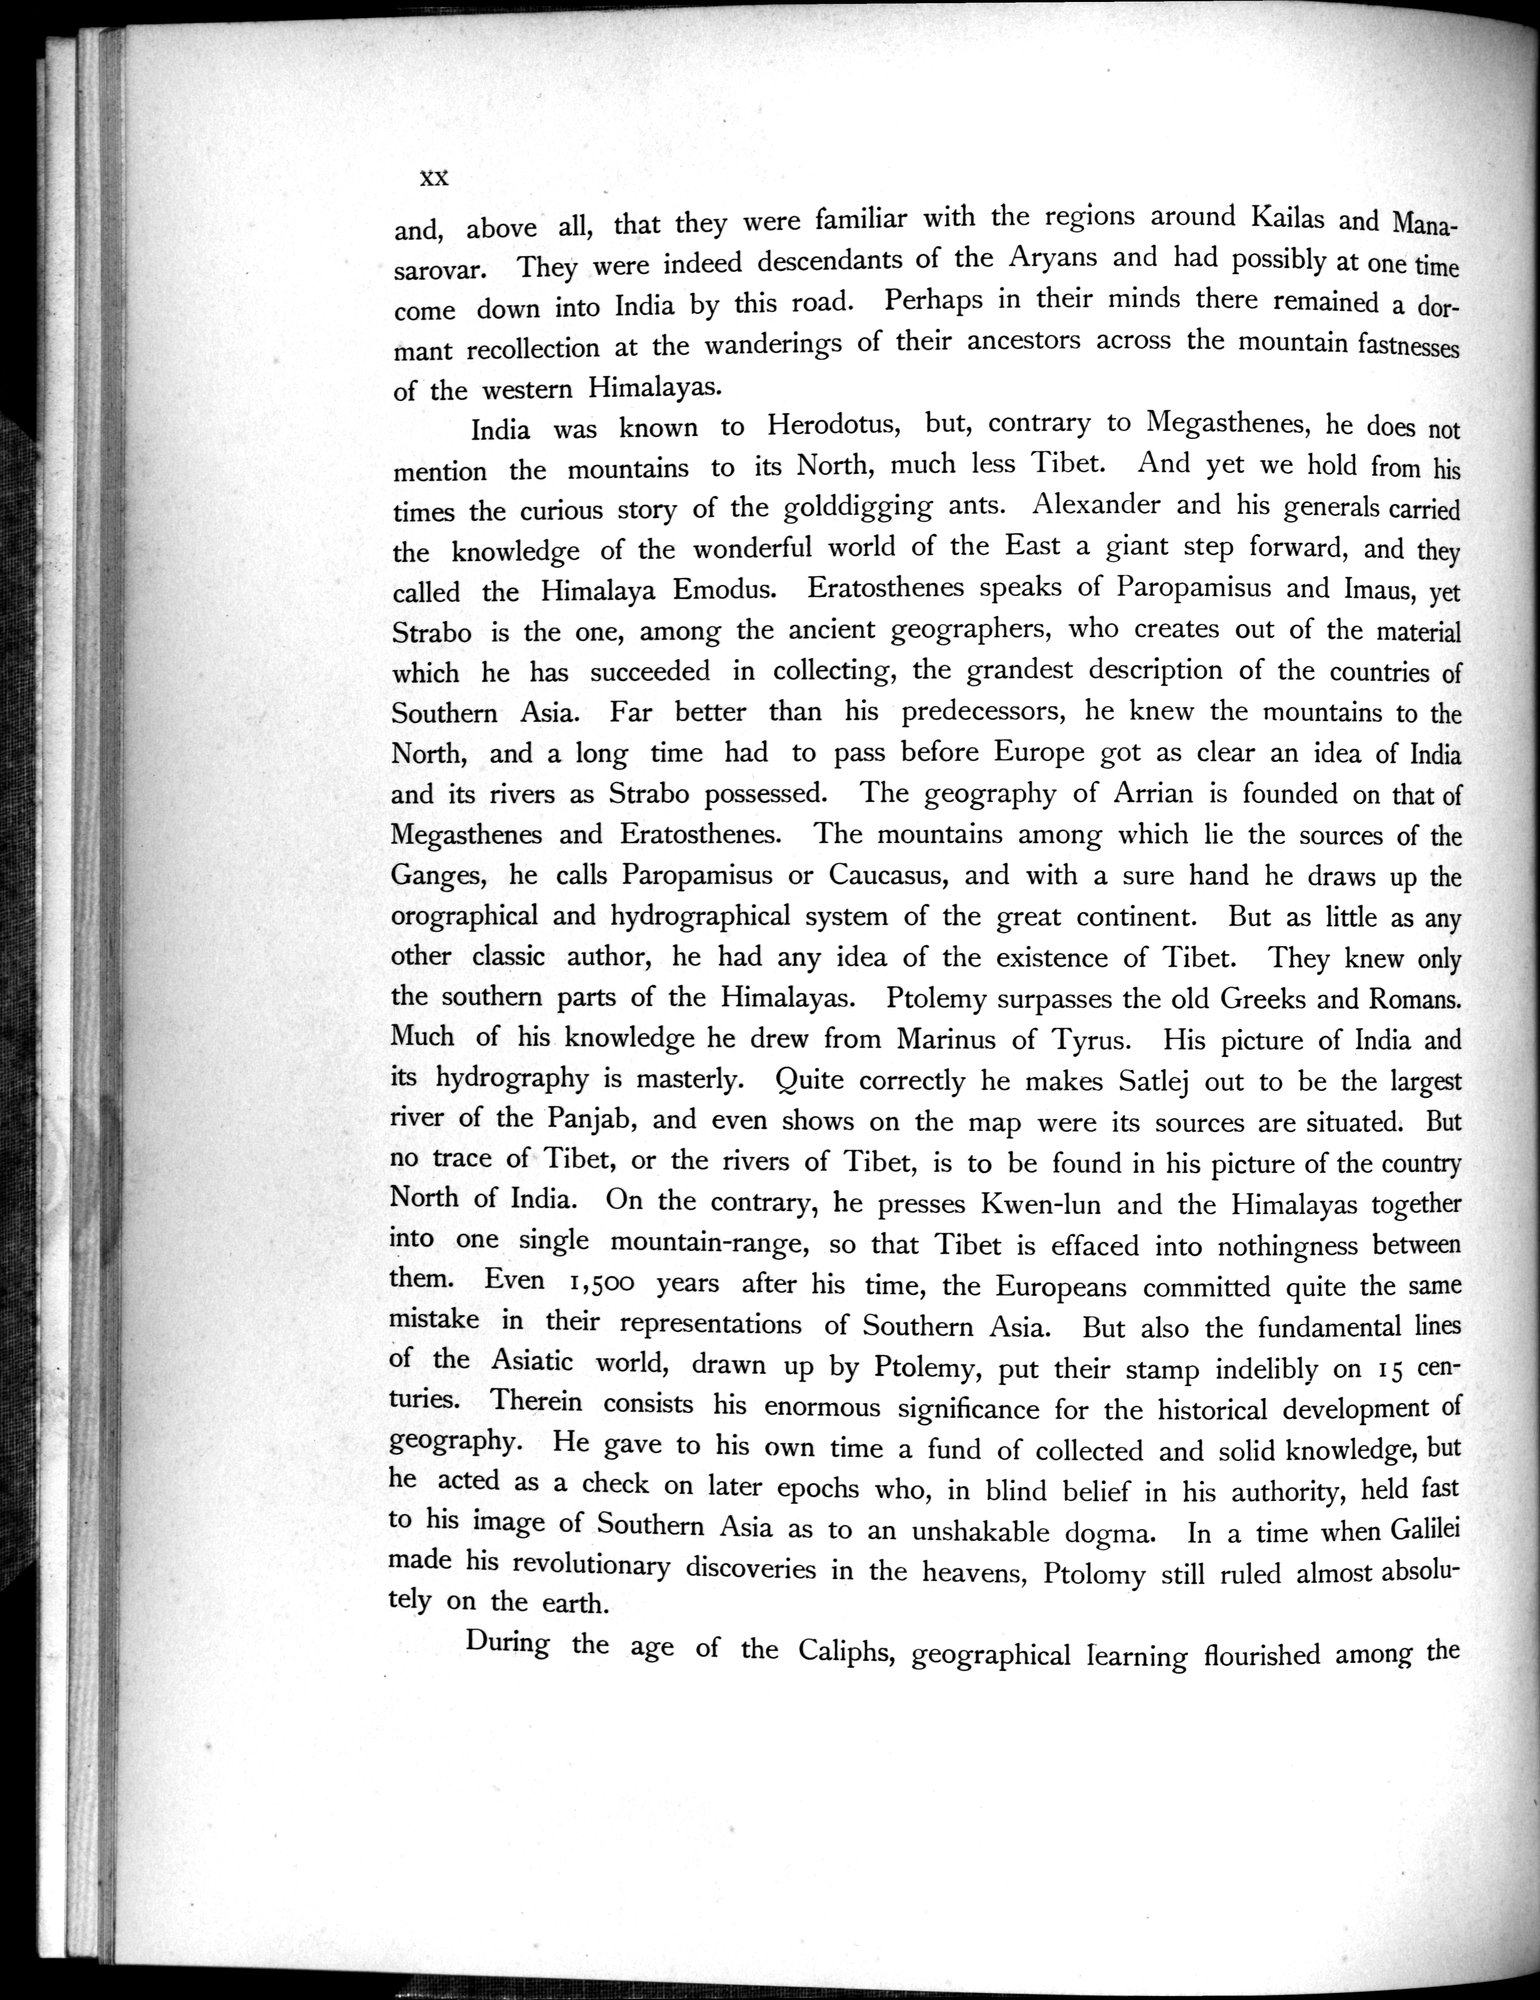 xx
and, above all, that they were familiar with the regions around Kailas and Mana-
sarovar. They were indeed descendants of the Aryans and had possibly at one time
come down into India by this road. Perhaps in their minds there remained a dor-
mant recollection at the wanderings of their ancestors across the mountain fastnesses
of the western Himalayas.
India was known to Herodotus, but, contrary to Megasthenes, he does not
mention the mountains to its North, much less Tibet. And yet we hold from his
times the curious story of the golddigging ants. Alexander and his generals carried
the knowledge of the wonderful world of the East a giant step forward, and they
called the Himalaya Emodus. Eratosthenes speaks of Paropamisus and Imaus, yet
Strabo is the one, among the ancient geographers, who creates out of the material
which he has succeeded in collecting, the grandest description of the countries of
Southern Asia. Far better than his predecessors, he knew the mountains to the
North, and a long time had to pass before Europe got as clear an idea of India
and its rivers as Strabo possessed. The geography of Arrian is founded on that of
Megasthenes and Eratosthenes. The mountains among which lie the sources of the
Ganges, he calls Paropamisus or Caucasus, and with a sure hand he draws up the
orographical and hydrographical system of the great continent. But as little as any
other classic author, he had any idea of the existence of Tibet. They knew only
the southern parts of the Himalayas. Ptolemy surpasses the old Greeks and Romans.
Much of his knowledge he drew from Marinus of Tyrus. His picture of India and
its hydrography is masterly. Quite correctly he makes Satlej out to be the largest
river of the Panjab, and even shows on the map were its sources are situated. But
no trace of Tibet, or the rivers of Tibet, is to be found in his picture of the country
North of India. On the contrary, he presses Kwen-lun and the Himalayas together
into one single mountain-range, so that Tibet is effaced into nothingness between
them. Even 1,500 years after his time, the Europeans committed quite the same
mistake in their representations of Southern Asia. But also the fundamental lines
of the Asiatic world, drawn up by Ptolemy, put their stamp indelibly on 15 cen-
turies. Therein consists his enormous significance for the historical development of
geography. He gave to his own time a fund of collected and solid knowledge, but
he acted as a check on later epochs who, in blind belief in his authority, held fast
to his image of Southern Asia as to an unshakable dogma. In a time when Galilei
made his revolutionary discoveries in the heavens, Ptolomy still ruled almost absolu-
tely on the earth.
During the age of the Caliphs, geographical learning flourished among the